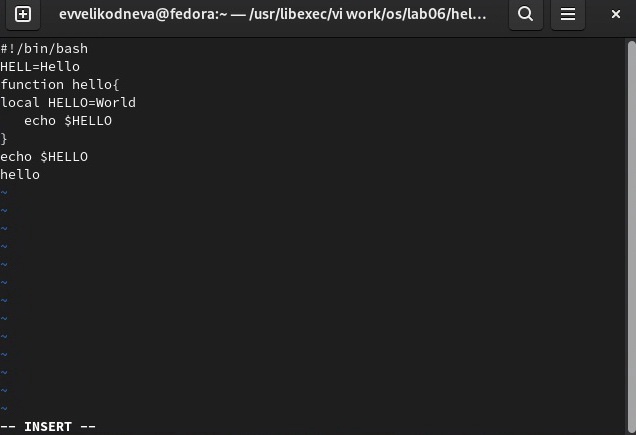 evvelikodneva@fedora:~ — /usr/libexec/vi work/os/lab06/hel...
#!/bin/bash
HELL=Hello
function hello{
local HELLO=World
   echo $HELLO
}
echo $HELLO
hello
~
~
~
~
~
~
~
~
~
~
~
~
~
-- INSERT --